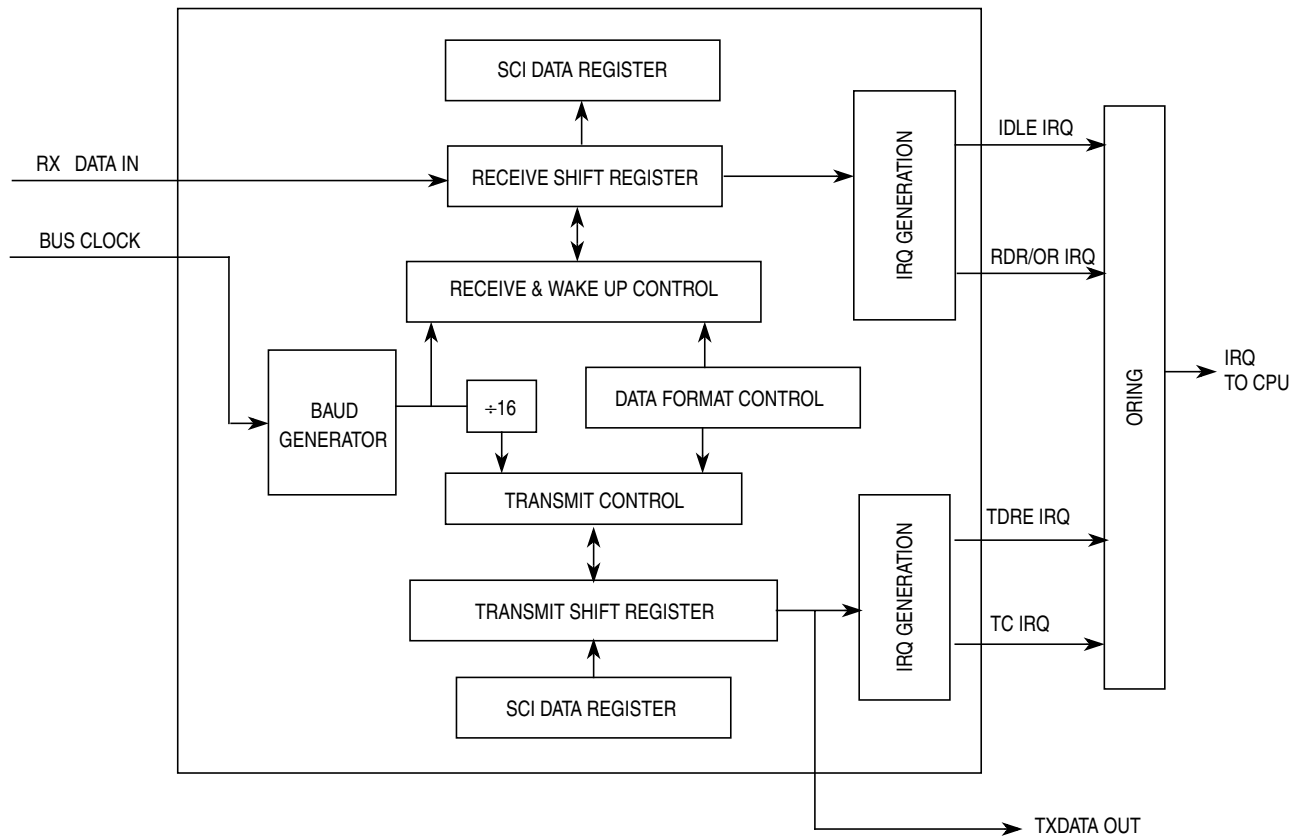 SCI DATA REGISTER
IDLE IRQ
RX DATA IN
RECEIVE SHIFT REGISTER
IRQ GENERATION
BUS CLOCK
RDR/OR IRQ
RECEIVE & WAKE UP CONTROL
IRQ
TO CPU
BAUD
GENERATOR
÷16
DATA FORMAT CONTROL
ORING
TRANSMIT CONTROL
TDRE IRQ
IRQ GENERATION
TRANSMIT SHIFT REGISTER
TC IRQ
SCI DATA REGISTER
TXDATA OUT